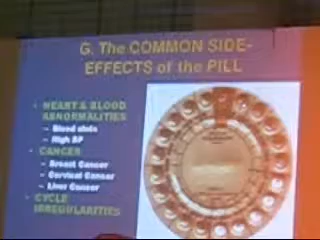 G. The COMMON SIDE-
EFFECTS of the PILL
• HEART & BLOOD
ABNORMALITIES
– Blood clots
– High BP
• CANCER
– Breast Cancer
– Cervical Cancer
– Liver Cancer
• CYCLE
IRREGULARITIES